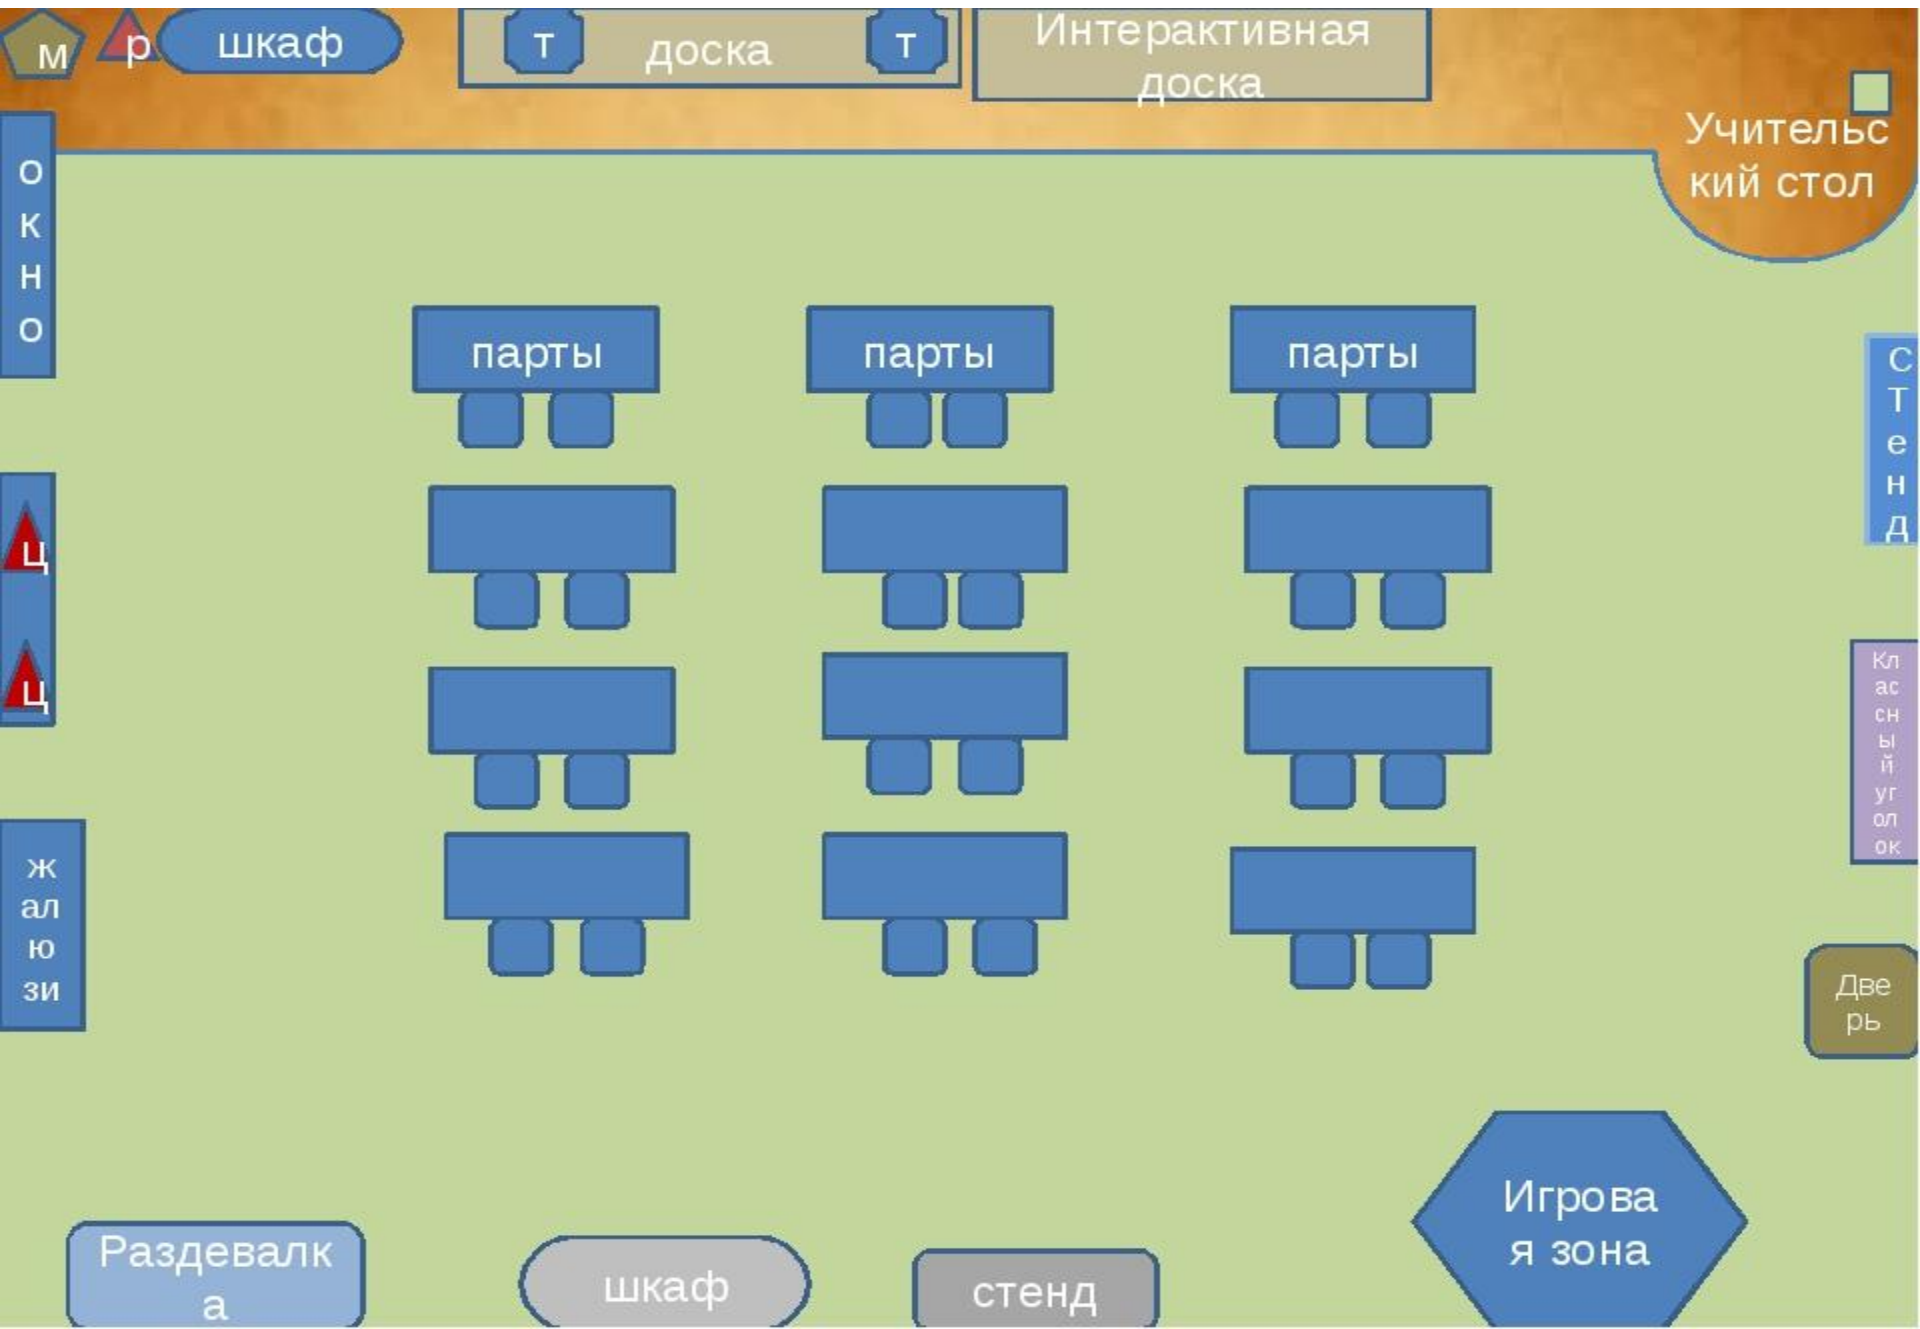 м
р
шкаф
т
доска
т
Интерактивная
доска
Учительс
кий стол
о
к
н
о
парты
парты
парты
С
Т
е
н
д
ц
ц
Кл
ас
сн
ы
й
уг
ол
ок
ж
ал
ю
зи
Две
рь
Игрова
я зона
Раздевалк
а
шкаф
стенд